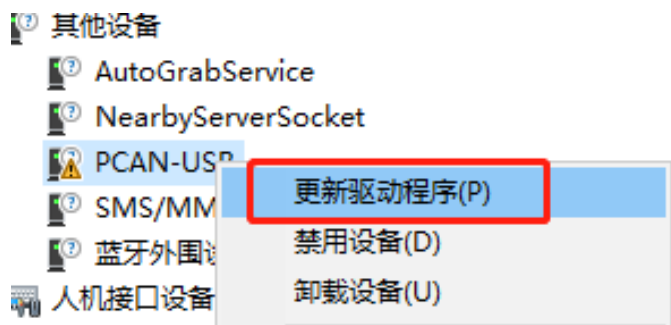 其他设备
AutoGrabService
NearbyServerSocket
PCAN-USB
更新驱动程序(P)
SMS/MM
禁用设备(D)
蓝牙外围
卸载设备(U)
人机接口设备